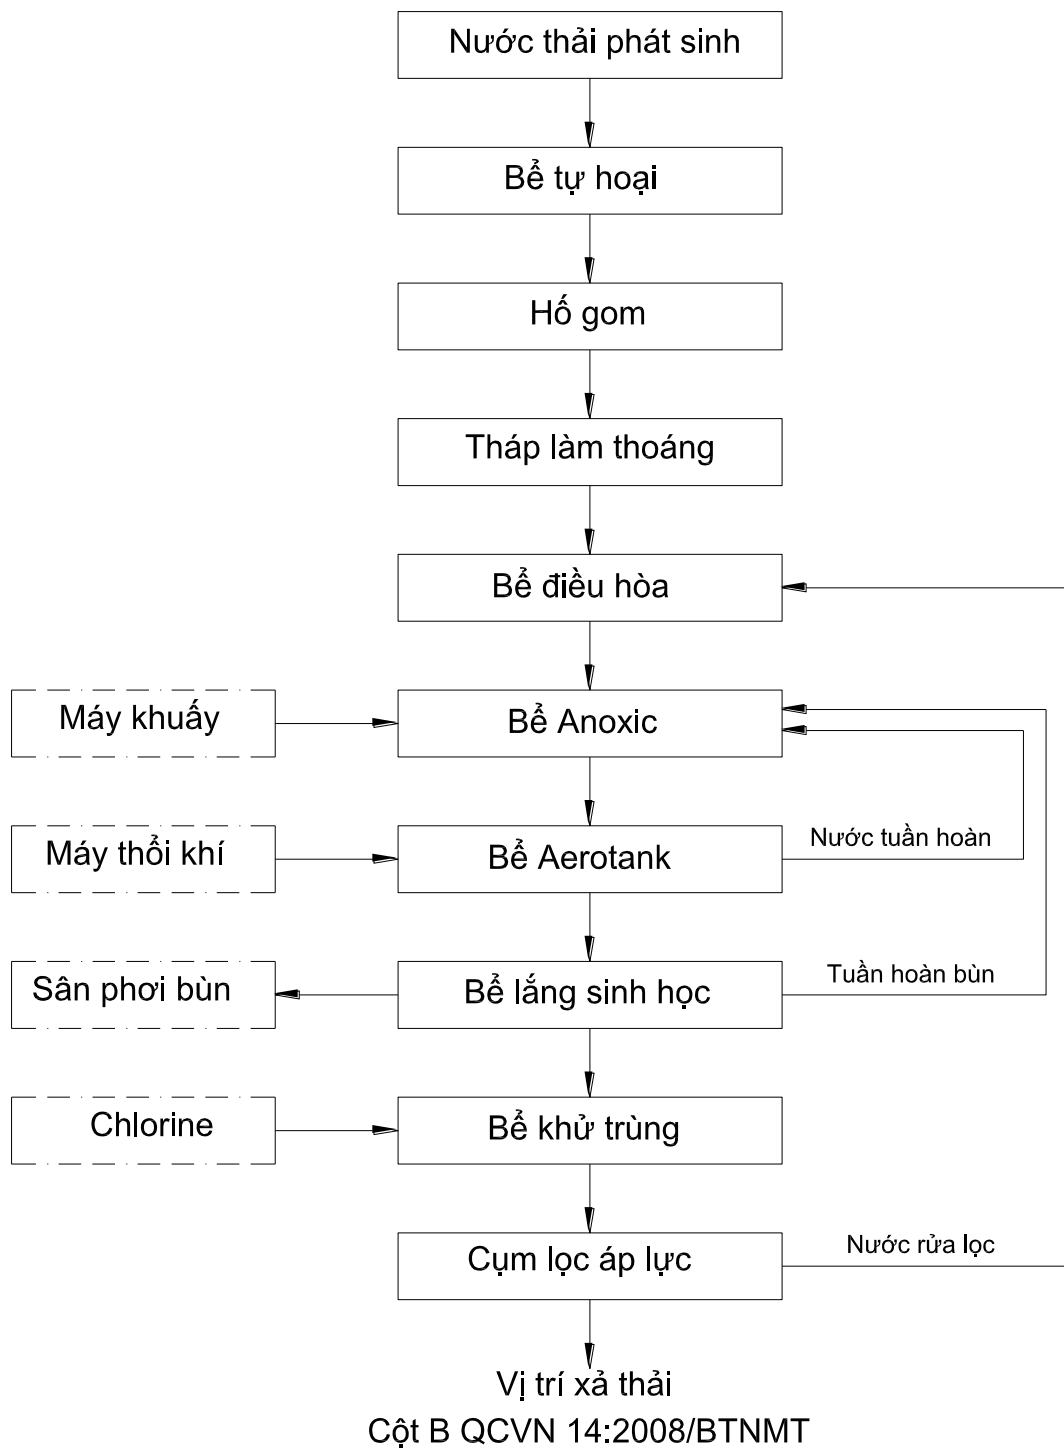 Nước thải phát sinh
Bể tự hoại
Hố gom
Tháp làm thoáng
Bể điều hòa
Máy khuấy
Bể Anoxic
Máy thổi khí
Bể Aerotank
Nước tuần hoàn
Sân phơi bùn
Bể lắng sinh học
Tuần hoàn bùn
Chlorine
Bể khử trùng
Cụm lọc áp lực
Nước rửa lọc
Vị trí xả thải
Cột B QCVN 14:2008/BTNMT